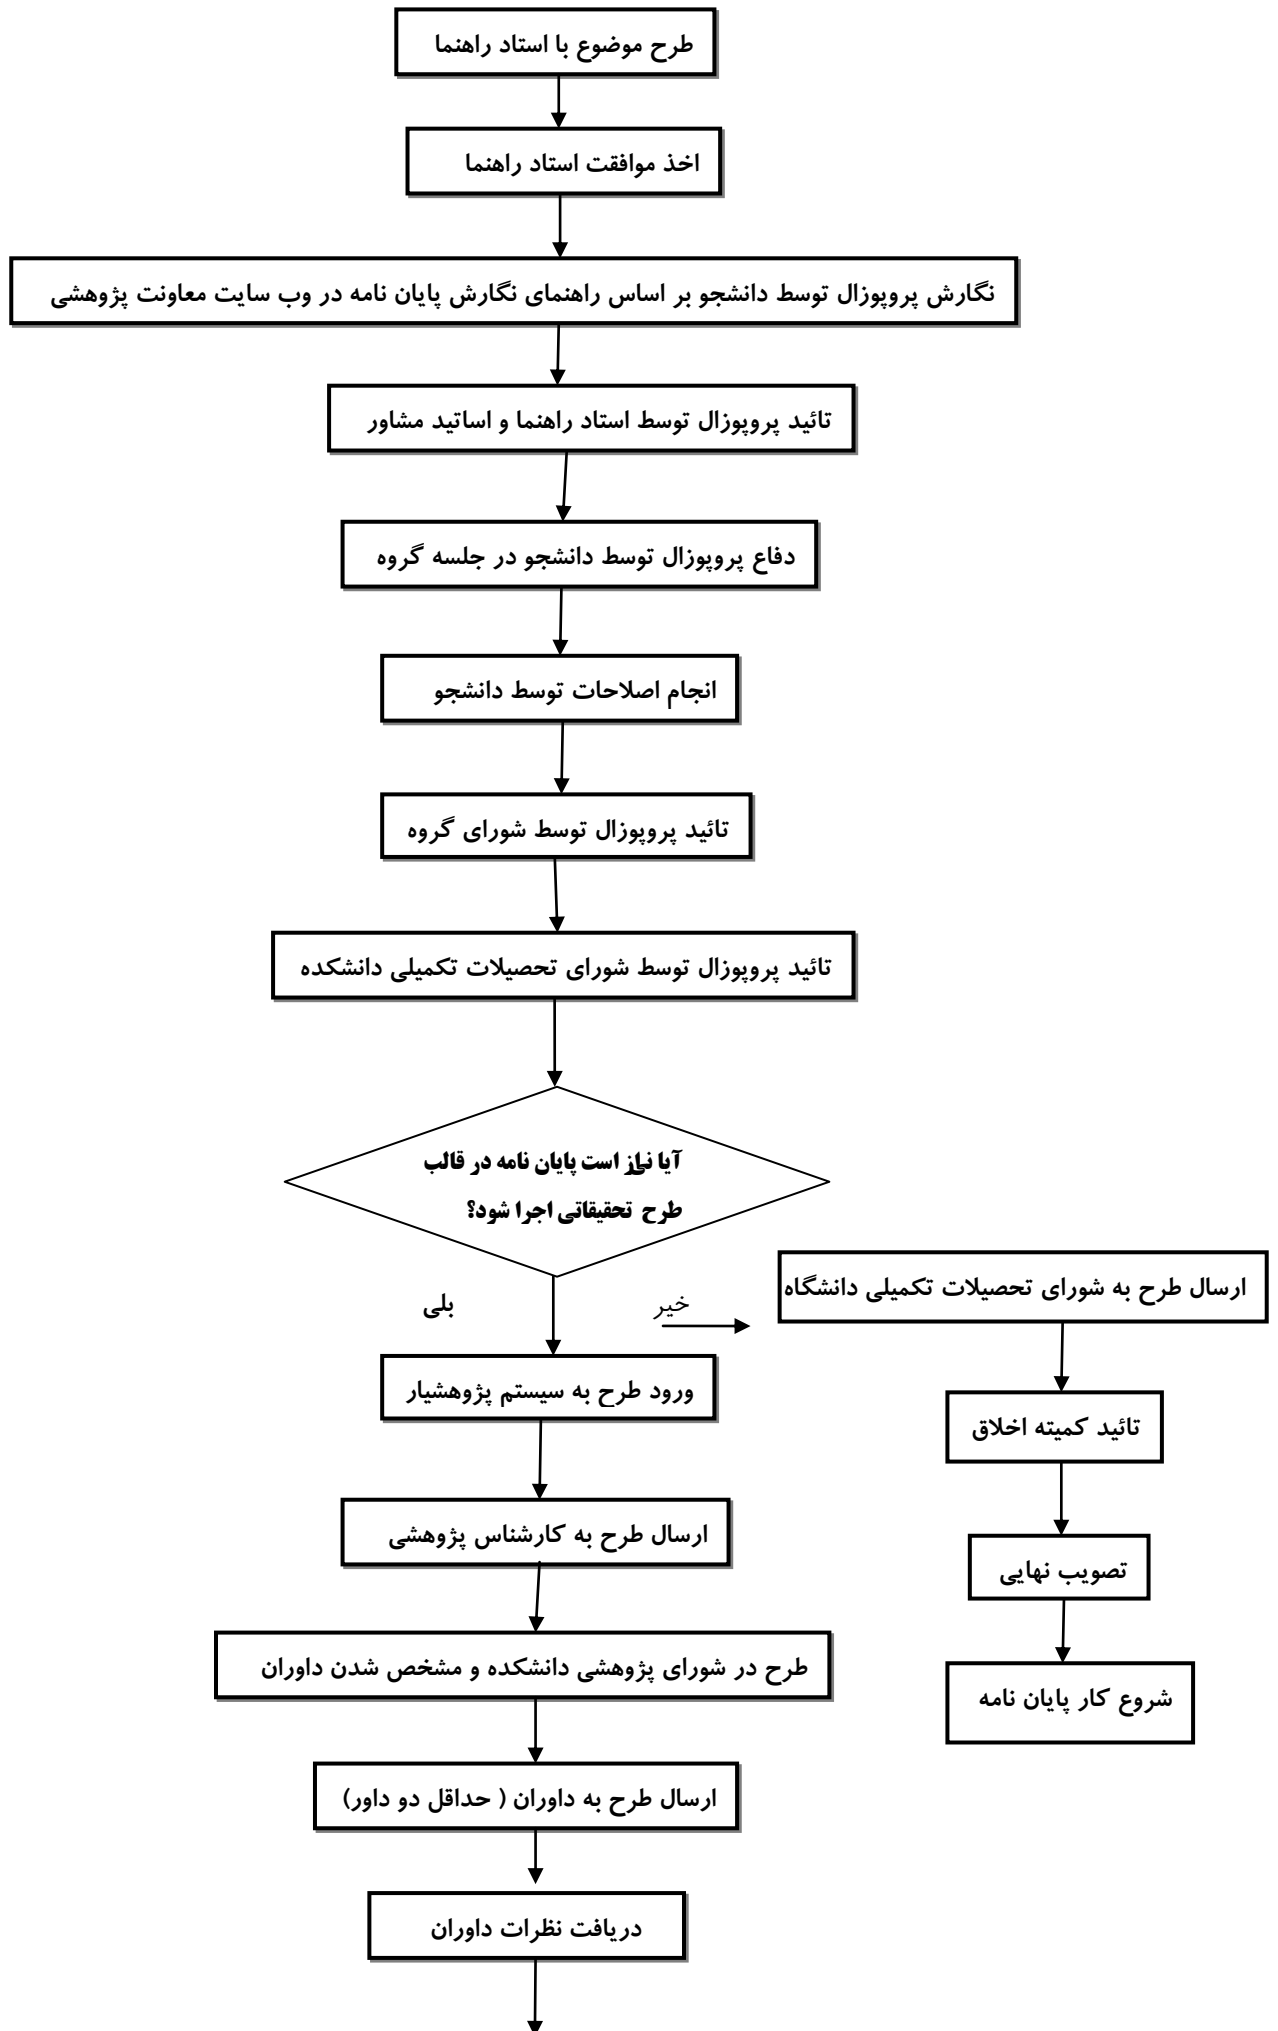 طرح موضوع با استاد راهنما
اخذ موافقت استاد راهنما
نگارش پروپوزال توسط دانشجو بر اساس راهنمای نگارش پایان نامه در وب سایت معاونت پژوهشی
تائید پروپوزال توسط استاد راهنما و اساتید مشاور
دفاع پروپوزال توسط دانشجو در جلسه گروه
انجام اصلاحات توسط دانشجو
تائید پروپوزال توسط شورای گروه
تائید پروپوزال توسط شورای تحصیلات تکمیلی دانشکده
آیا نیاز است پایان نامه در قالب
طرح تحقیقاتی اجرا شود؟
خیر
بلی
ارسال طرح به شورای تحصیلات تکمیلی دانشگاه
تائید کمیته اخلاق
تصویب نهایی
شروع کار پایان نامه
ورود طرح به سیستم پژوهشیار
ارسال طرح به کارشناس پژوهشی
طرح در شورای پژوهشی دانشکده و مشخص شدن داوران
ارسال طرح به داوران ( حداقل دو داور)
دریافت نظرات داوران